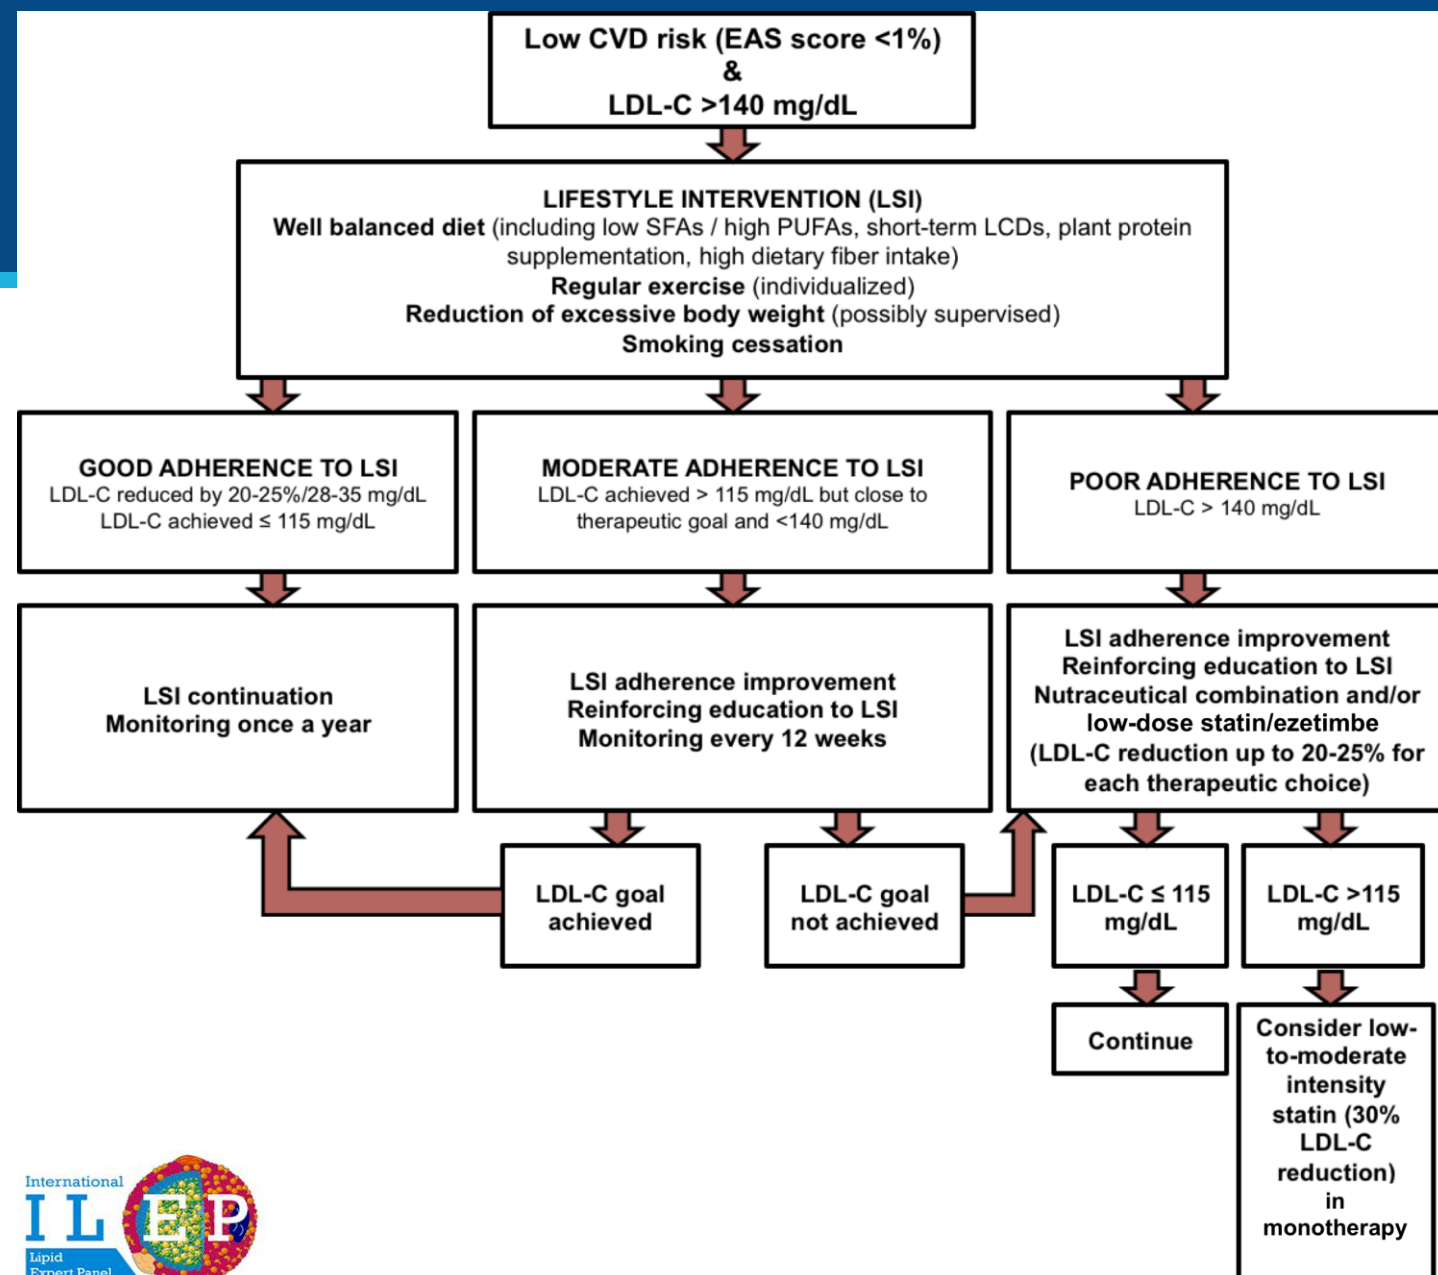 Low CVD risk (EAS score <1%)
&
LDL-C >140 mg/dL
LIFESTYLE INTERVENTION (LSI)
Well balanced diet (including low SFAs / high PUFAs, short-term LCDs, plant protein
supplementation, high dietary fiber intake)
Regular exercise (individualized)
Reduction of excessive body weight (possibly supervised)
Smoking cessation
GOOD ADHERENCE TO LSI
LDL-C reduced by 20-25%/28-35 mg/dL
LDL-C achieved ≤ 115 mg/dL
MODERATE ADHERENCE TO LSI
LDL-C achieved > 115 mg/dL but close to
therapeutic goal and <140 mg/dL
POOR ADHERENCE TO LSI
LDL-C > 140 mg/dL
LSI continuation
Monitoring once a year
LSI adherence improvement
Reinforcing education to LSI
Monitoring every 12 weeks
LSI adherence improvement
Reinforcing education to LSI
Nutraceutical combination and/or
low-dose statin/ezetimbe
(LDL-C reduction up to 20-25% for
each therapeutic choice)
LDL-C goal
achieved
LDL-C goal
not achieved
LDL-C ≤ 115
mg/dL
LDL-C >115
mg/dL
Continue
Consider low-
to-moderate
intensity
statin (30%
LDL-C
reduction)
in
monotherapy
International
I L E P
Lipid
Expert Panel